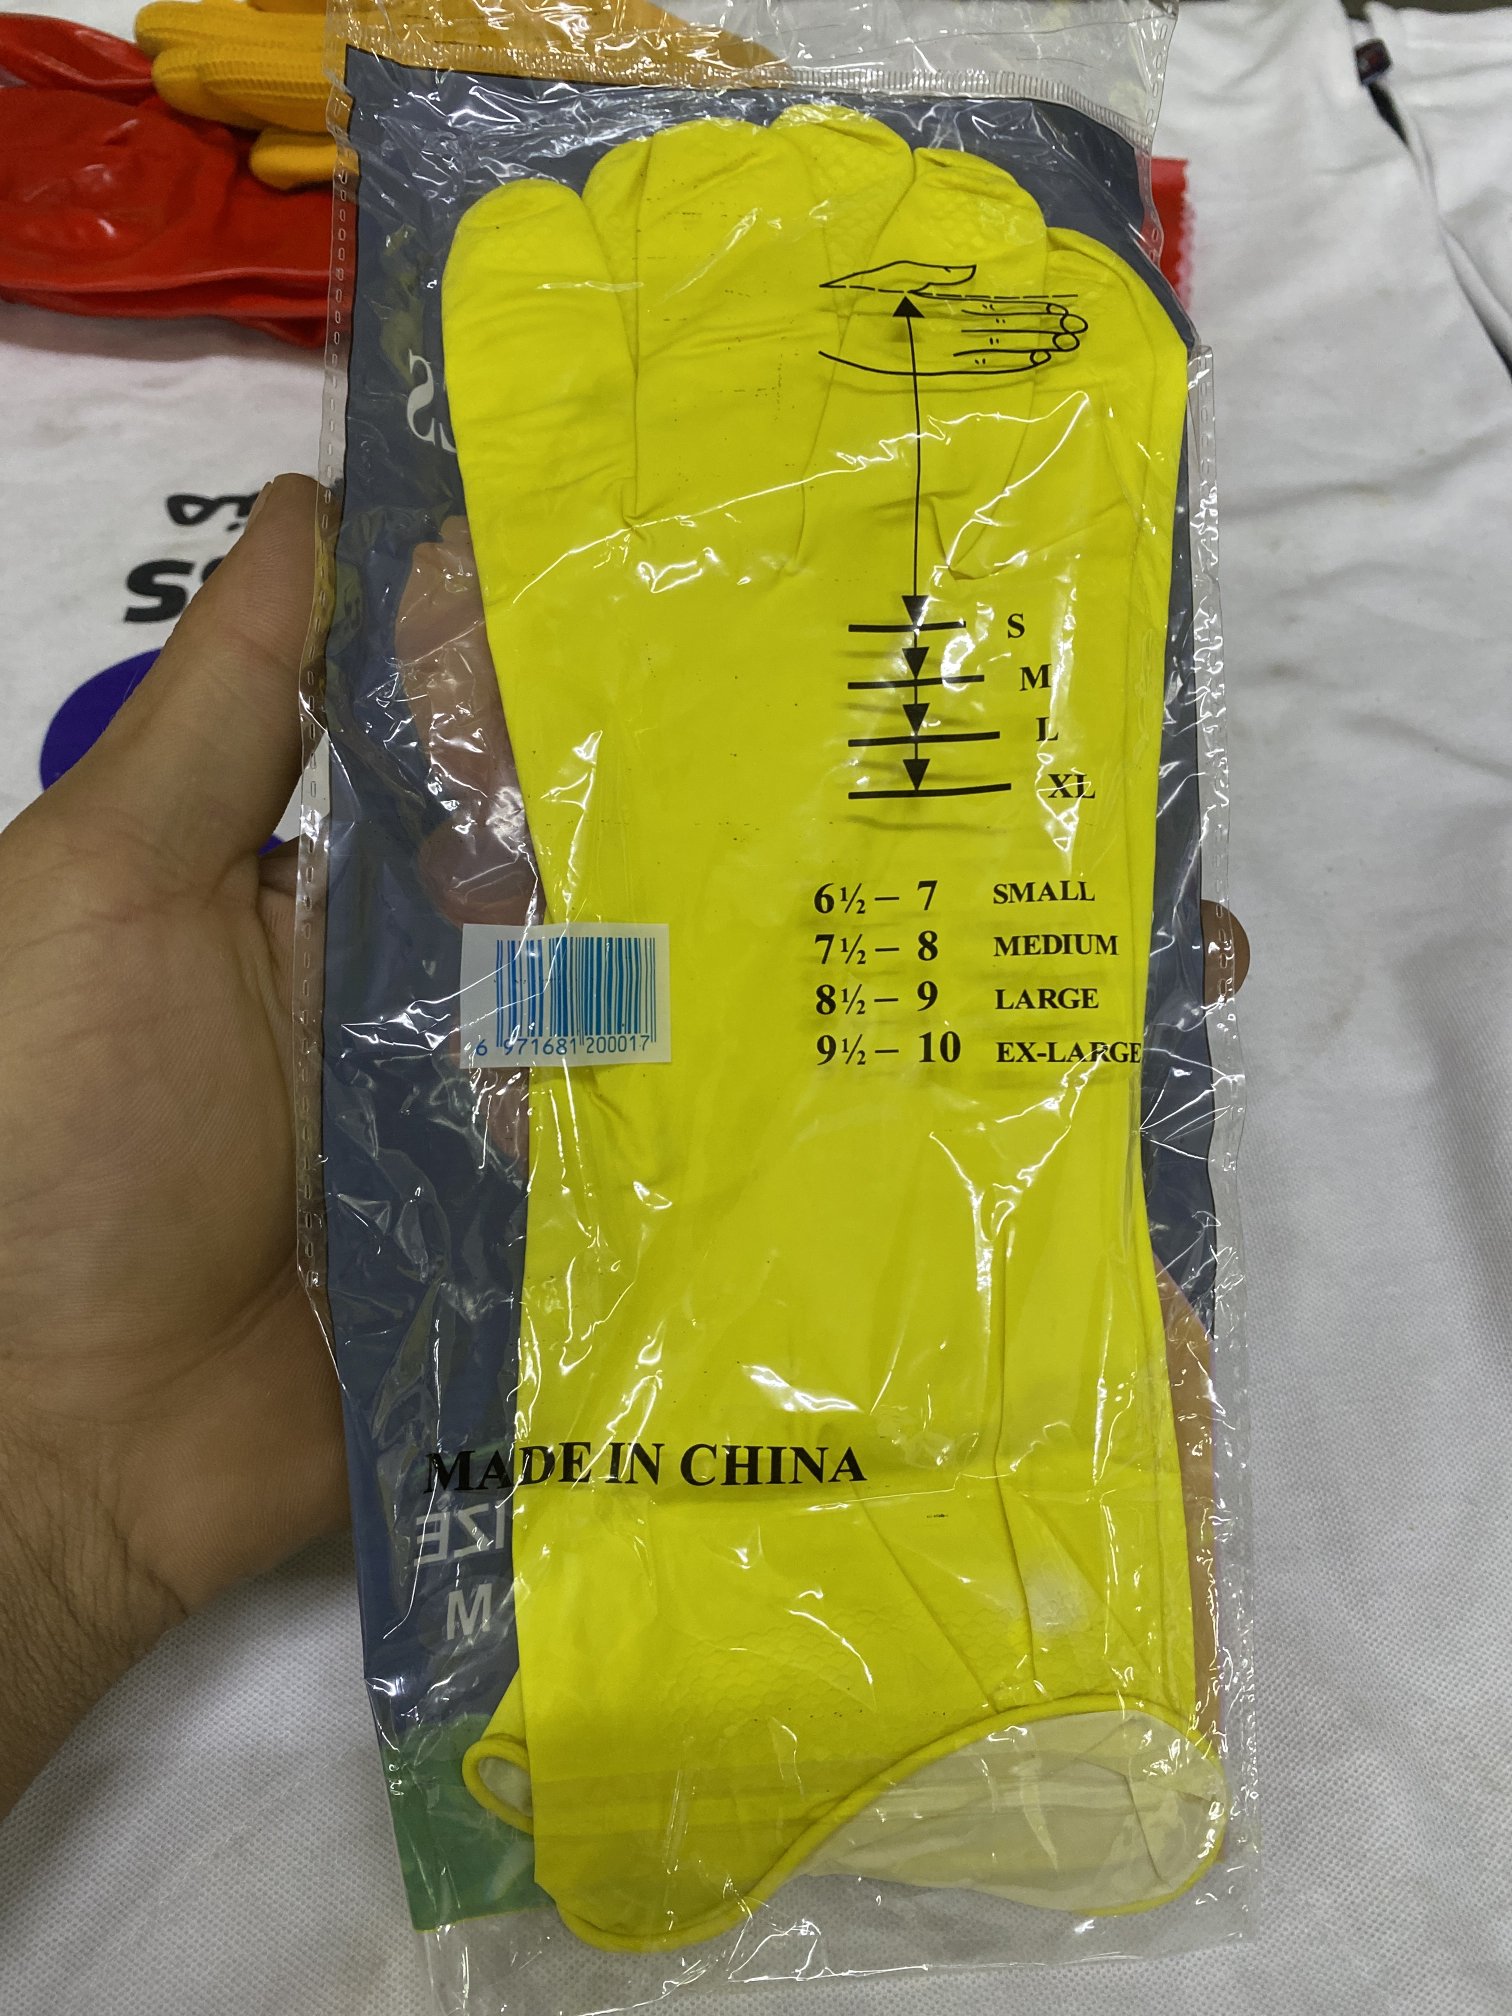 S
M
L
XL
6½ – 7 SMALL
7½ – 8 MEDIUM
8½ – 9 LARGE
9½ – 10 EX-LARGE
6 971681 200017
MADE IN CHINA
IZE
M